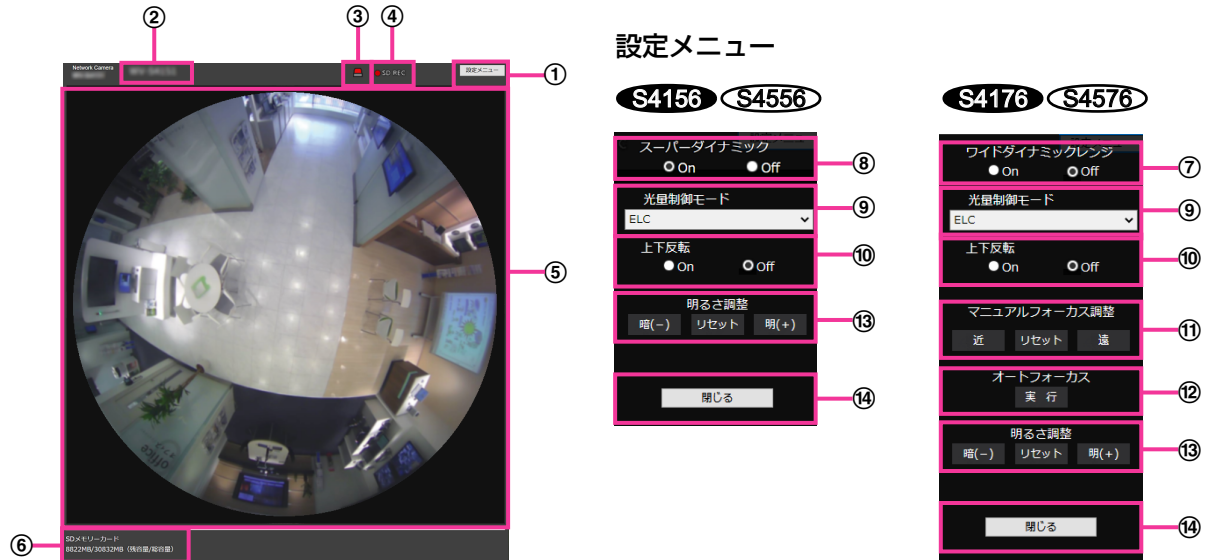 ② ③ ④
Network Camera
SD REC
設定メニュー
①
⑤
office
⑥
SDメモリーカード
8822MB/30832MB（残容量/総容量）
設定メニュー
S4156 S4556
スーパーダイナミック
On Off
⑧
光量制御モード
ELC
⑨
上下反転
On Off
⑩
明るさ調整
暗(-) リセット 明(+)
⑬
閉じる
⑭
S4176 S4576
ワイドダイナミックレンジ
On Off
⑦
光量制御モード
ELC
⑨
上下反転
On Off
⑩
マニュアルフォーカス調整
近 リセット 遠
⑪
オートフォーカス
実 行
⑫
明るさ調整
暗(-) リセット 明(+)
⑬
閉じる
⑭